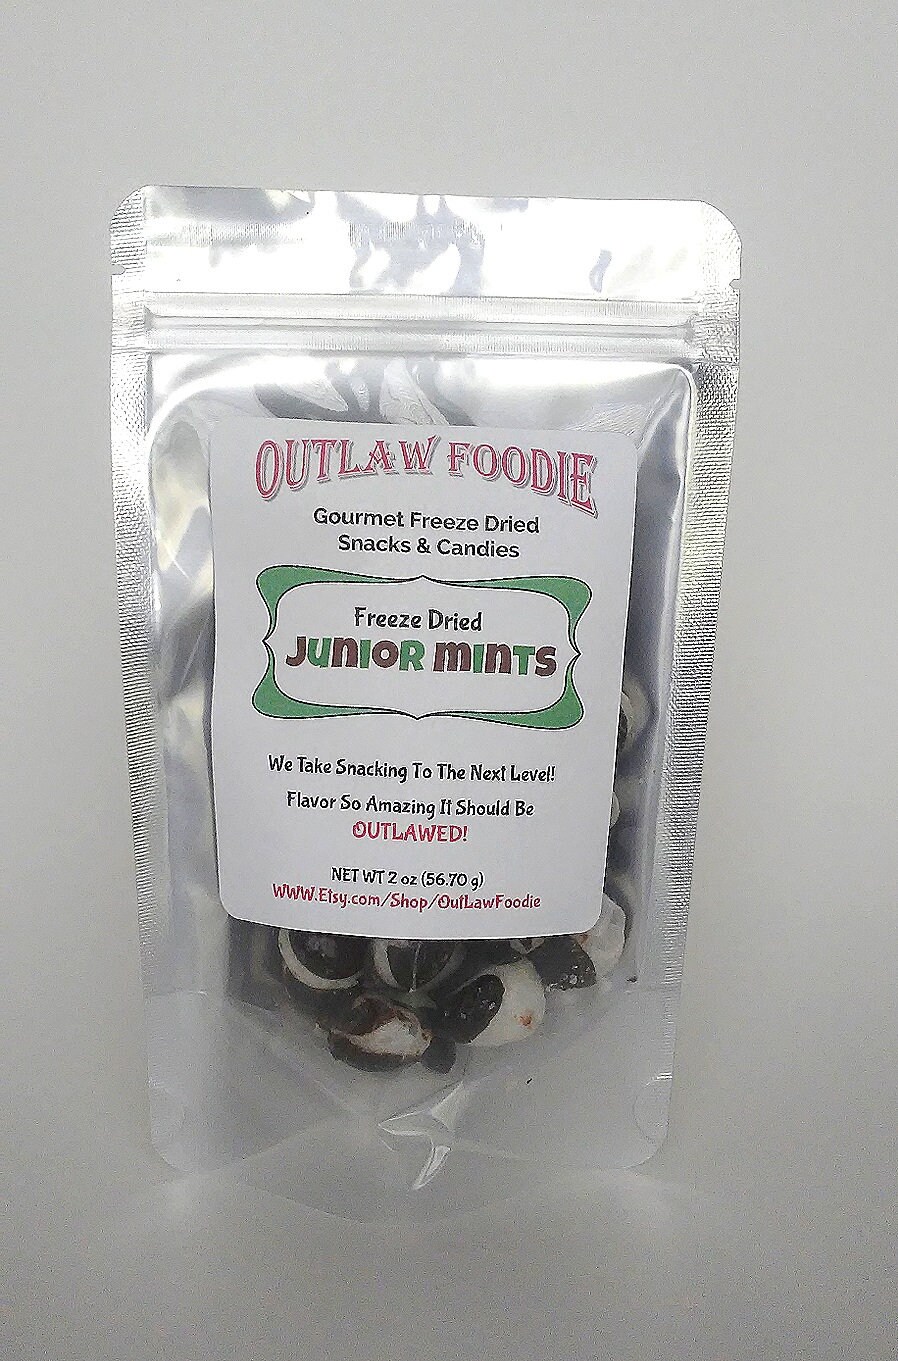 OUTLAW FOODIE
Gourmet Freeze Dried
Snacks & Candies
Freeze Dried
JUNIOR MINTS
We Take Snacking To The Next Level!
Flavor So Amazing It Should Be
OUTLAWED!
NET WT 2 oz (56.70 g)
WWW.Etsy.com/Shop/OutLawFoodie